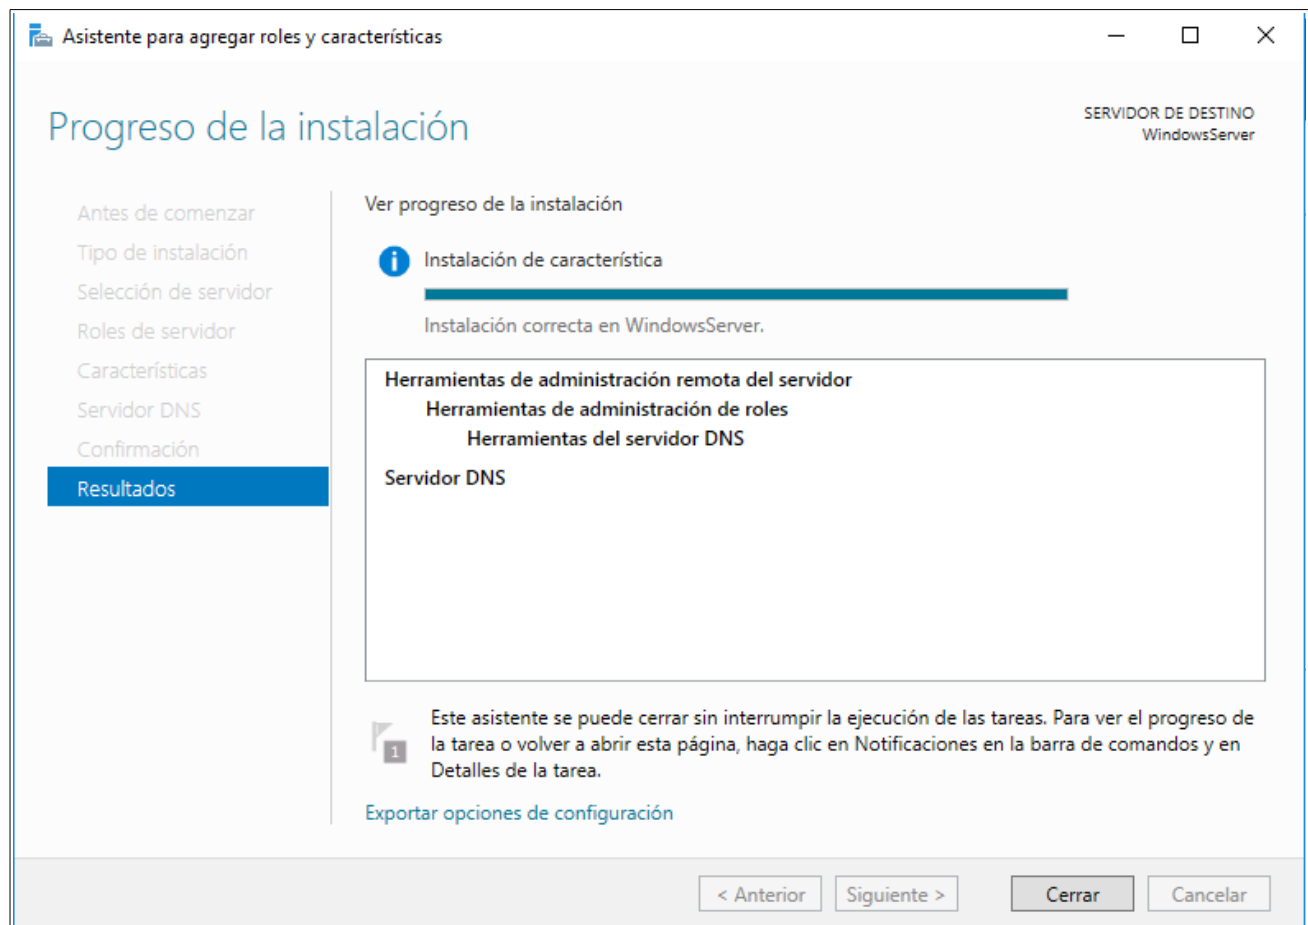 Asistente para agregar roles y características
Progreso de la instalación
SERVIDOR DE DESTINO
WindowsServer
Antes de comenzar
Tipo de instalación
Selección de servidor
Roles de servidor
Características
Servidor DNS
Confirmación
Resultados
Ver progreso de la instalación
Instalación de característica
Instalación correcta en WindowsServer.
Herramientas de administración remota del servidor
Herramientas de administración de roles
Herramientas del servidor DNS
Servidor DNS
1
Este asistente se puede cerrar sin interrumpir la ejecución de las tareas. Para ver el progreso de
la tarea o volver a abrir esta página, haga clic en Notificaciones en la barra de comandos y en
Detalles de la tarea.
Exportar opciones de configuración
< Anterior
Siguiente >
Cerrar
Cancelar